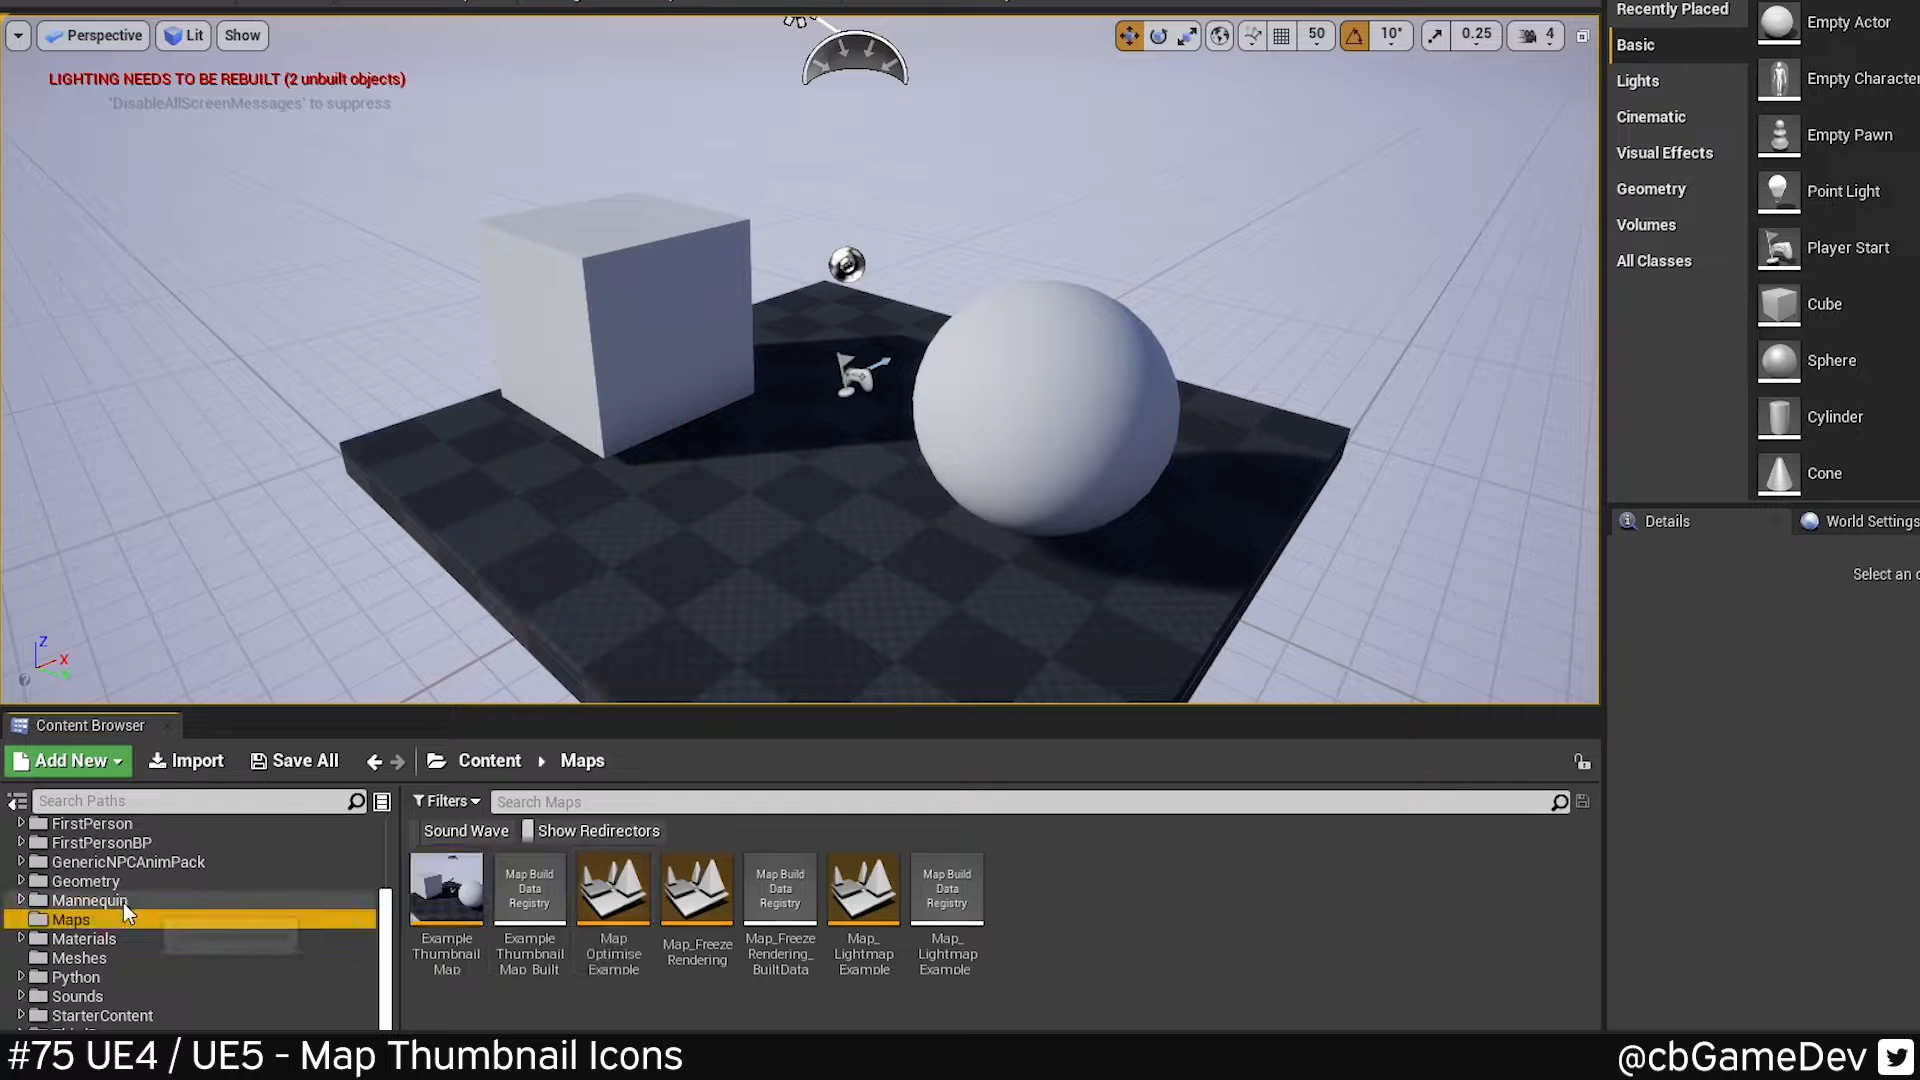 Perspective
Lit
Show
50
10°
0.25
4
LIGHTING NEEDS TO BE REBUILT (2 unbuilt objects)
'DisableAllScreenMessages' to suppress
Z
X
Recently Placed
Basic
Lights
Cinematic
Visual Effects
Geometry
Volumes
All Classes
Empty Actor
Empty Character
Empty Pawn
Point Light
Player Start
Cube
Sphere
Cylinder
Cone
Details
World Settings
Select an o
Content Browser
Add New
Import
Save All
Content
Maps
Search Paths
FirstPerson
FirstPersonBP
GenericNPCAnimPack
Geometry
Mannequin
Maps
Materials
Meshes
Python
Sounds
StarterContent
Filters
Search Maps
Sound Wave
Show Redirectors
Map Build
Data
Registry
Map Build
Data
Registry
Map Build
Data
Registry
Example
Thumbnail
Map
Example
Thumbnail
Map_Built
Map
Optimise
Example
Map_Freeze
Rendering
Map_Freeze
Rendering_
BuiltData
Map_
Lightmap
Example
Map_
Lightmap
Example_
#75 UE4 / UE5 - Map Thumbnail Icons
@cbGameDev